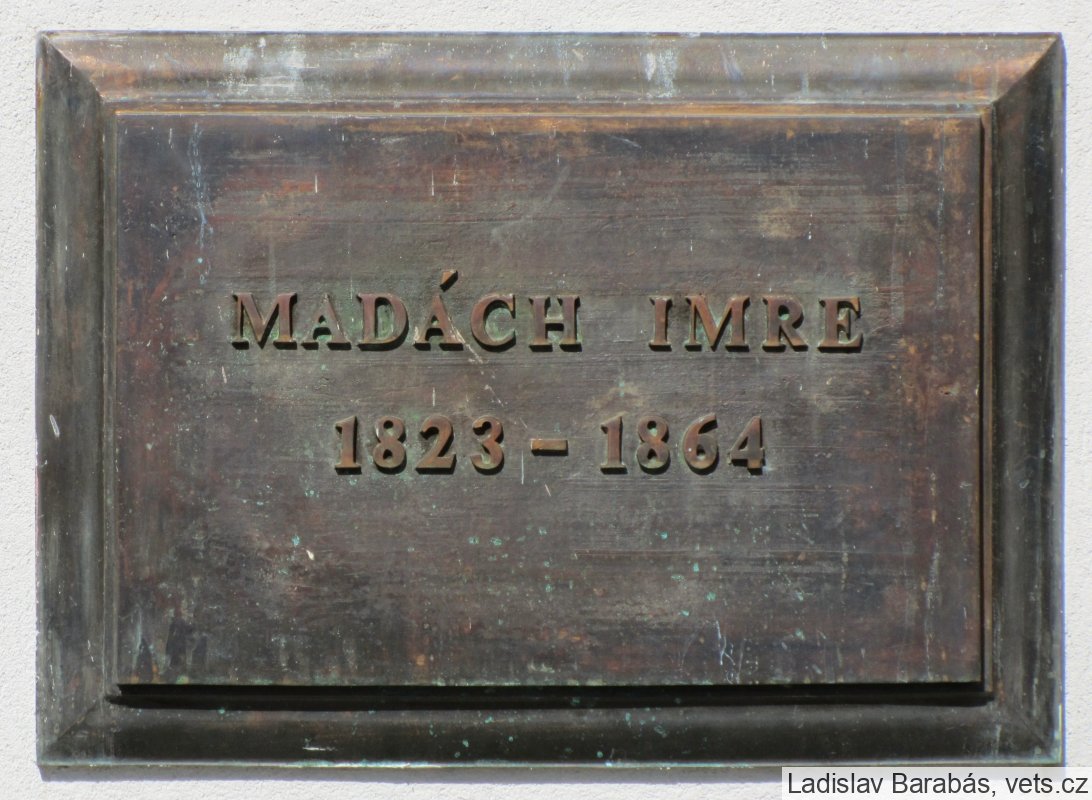 MADÁCH IMRE
1823 – 1864
Ladislav Barabás, vets.cz